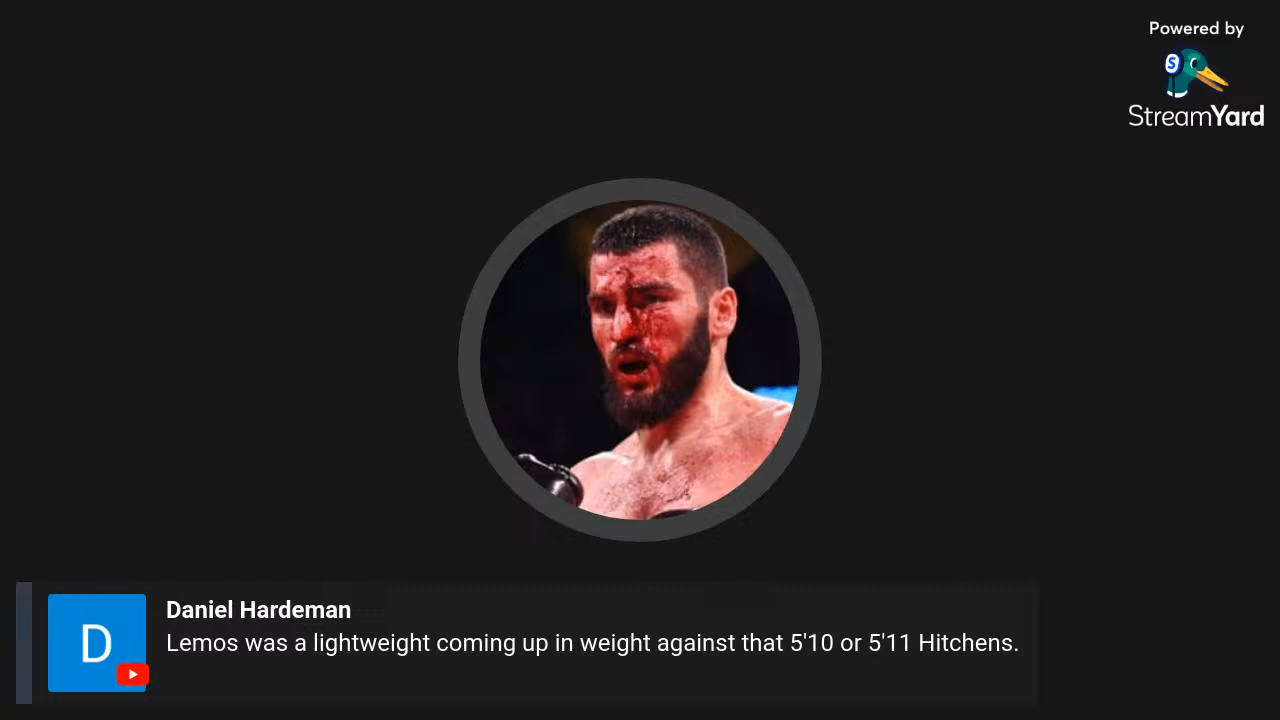 Powered by
S
StreamYard
D
Daniel Hardeman
Lemos was a lightweight coming up in weight against that 5'10 or 5'11 Hitchens.